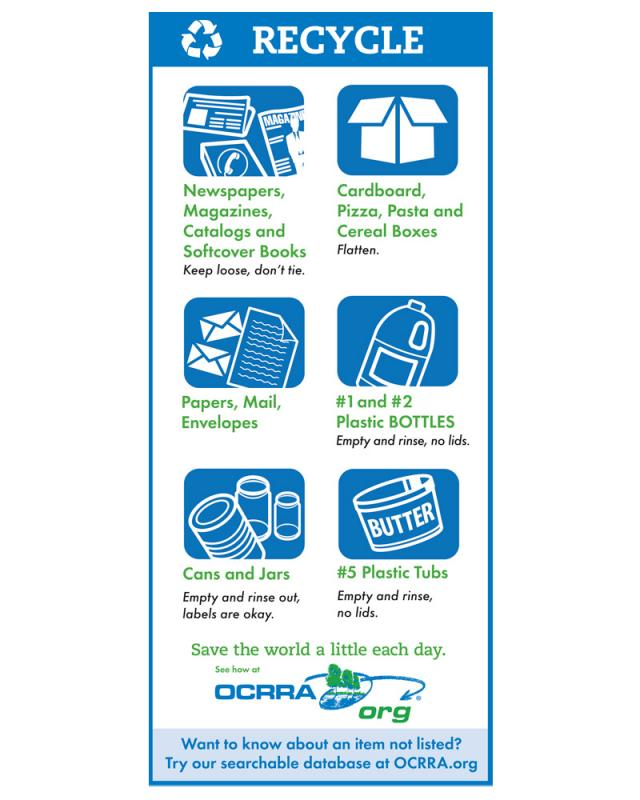 RECYCLE
MAGAZIN
Newspapers,
Magazines,
Catalogs and
Softcover Books
Keep loose, don't tie.
Cardboard,
Pizza, Pasta and
Cereal Boxes
Flatten.
Papers, Mail,
Envelopes
#1 and #2
Plastic BOTTLES
Empty and rinse, no lids.
Cans and Jars
Empty and rinse out,
labels are okay.
BUTTER
#5 Plastic Tubs
Empty and rinse,
no lids.
Save the world a little each day.
See how at
OCRRA
org®
Want to know about an item not listed?
Try our searchable database at OCRRA.org